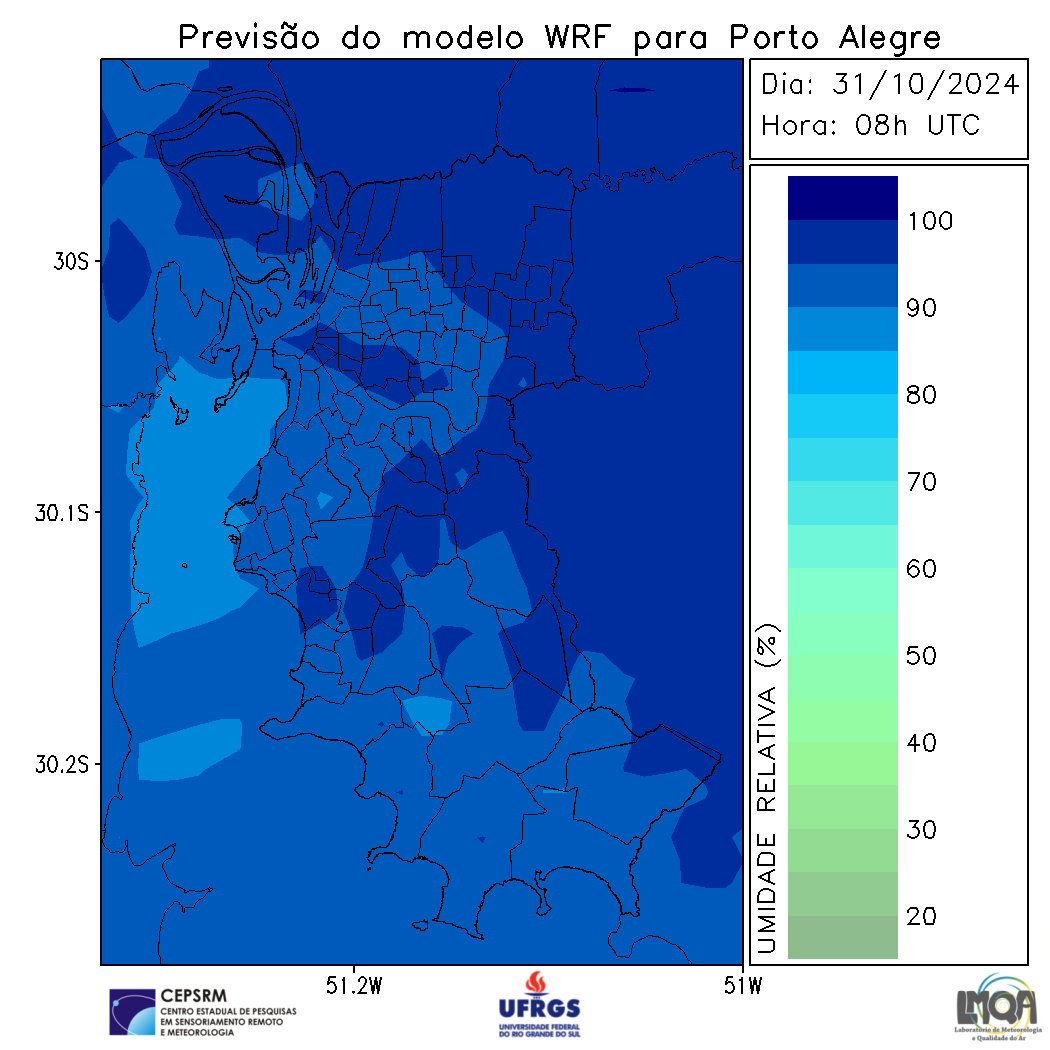 Previsão do modelo WRF para Porto Alegre
Dia: 31/10/2024
Hora: 08h UTC
30S
30.1S
30.2S
51.2W
51W
UMIDADE RELATIVA (%)
100
90
80
70
60
50
40
30
20
CEPSRM
CENTRO ESTADUAL DE PESQUISAS
EM SENSORIAMENTO REMOTO
E METEOROLOGIA
UFRGS
UNIVERSIDADE FEDERAL
DO RIO GRANDE DO SUL
LMQA
Laboratório de Meteorologia
e Qualidade do Ar